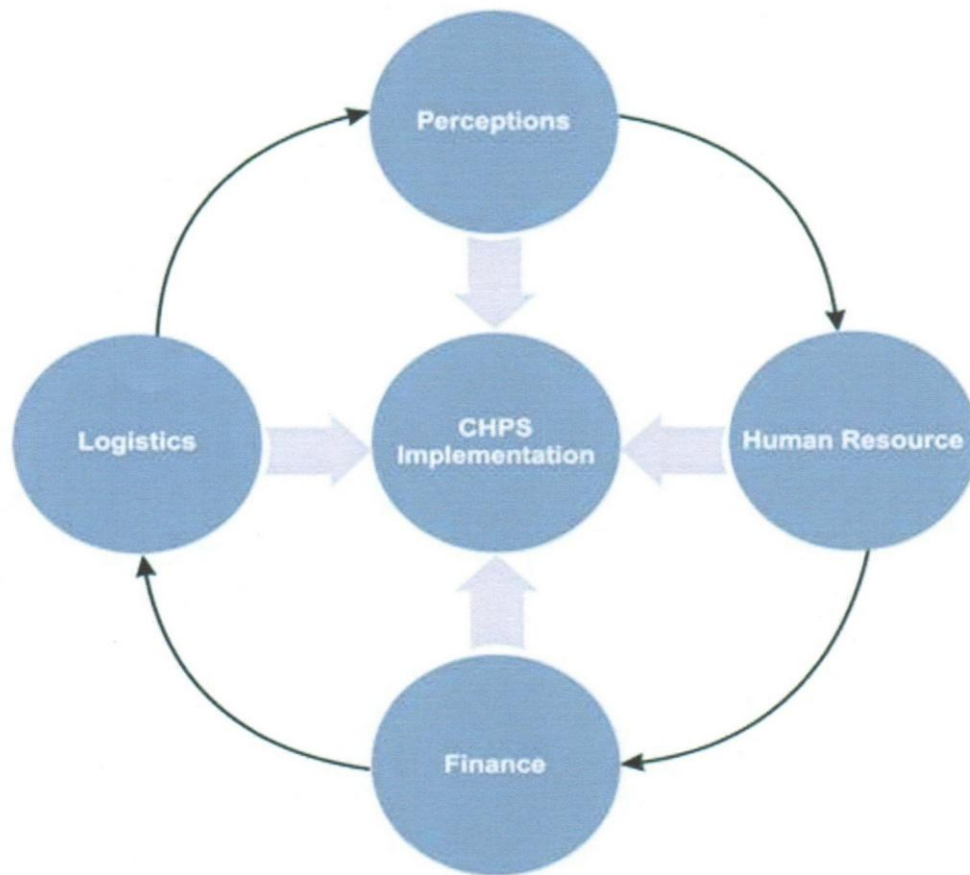 Perceptions
Logistics
CHPS
Implementation
Human Resource
Finance